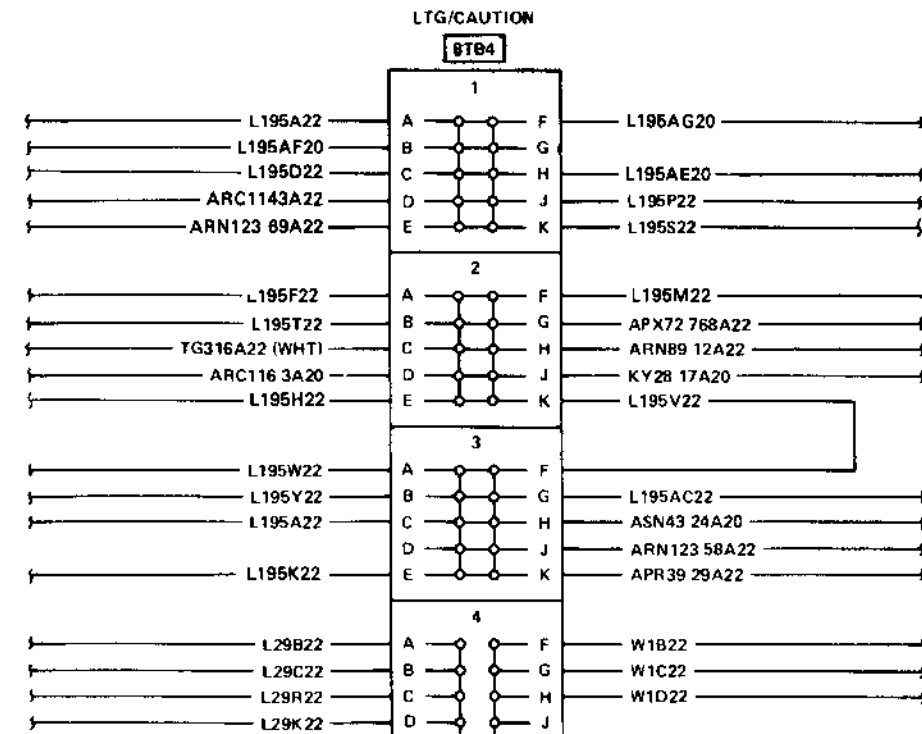 LTG/CAUTION
BTB4
1
L195A22 A F L195AG20
L195AF20 B G
L195D22 C H L195AE20
ARC1143A22 D J L195P22
ARN123 89A22 E K L195S22
2
L195F22 A F L195M22
L195T22 B G APX72 768A22
TG316A22 (WHT) C H ARN89 12A22
ARC116 3A20 D J KY28 17A20
L195H22 E K L195V22
3
L195W22 A F
L195Y22 B G L195AC22
L195A22 C H ASN43 24A20
D J ARN123 58A22
L195K22 E K APR39 29A22
4
L29B22 A F W1B22
L29C22 B G W1C22
L29R22 C H W1D22
L29K22 D J